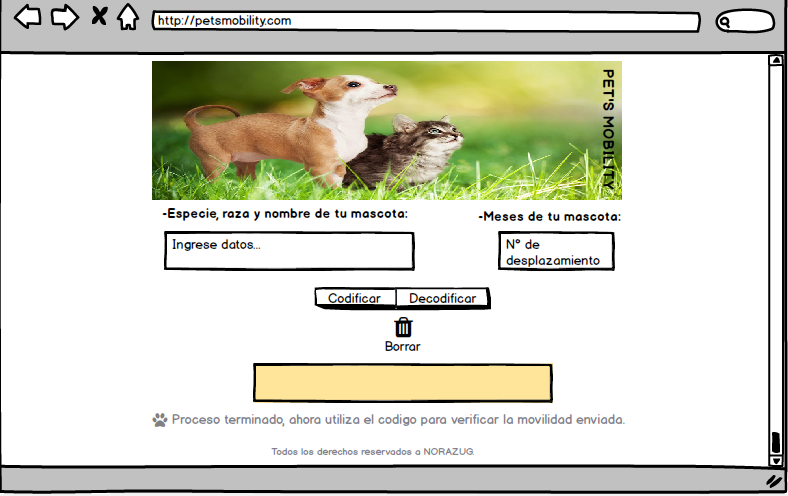 http://petsmobility.com
PET'S MOBILITY
-Especie, raza y nombre de tu mascota:
-Meses de tu mascota:
Ingrese datos...
N° de
desplazamiento
Codificar
Decodificar
Borrar
Proceso terminado, ahora utiliza el codigo para verificar la movilidad enviada.
Todos los derechos reservados a NORAZUG.